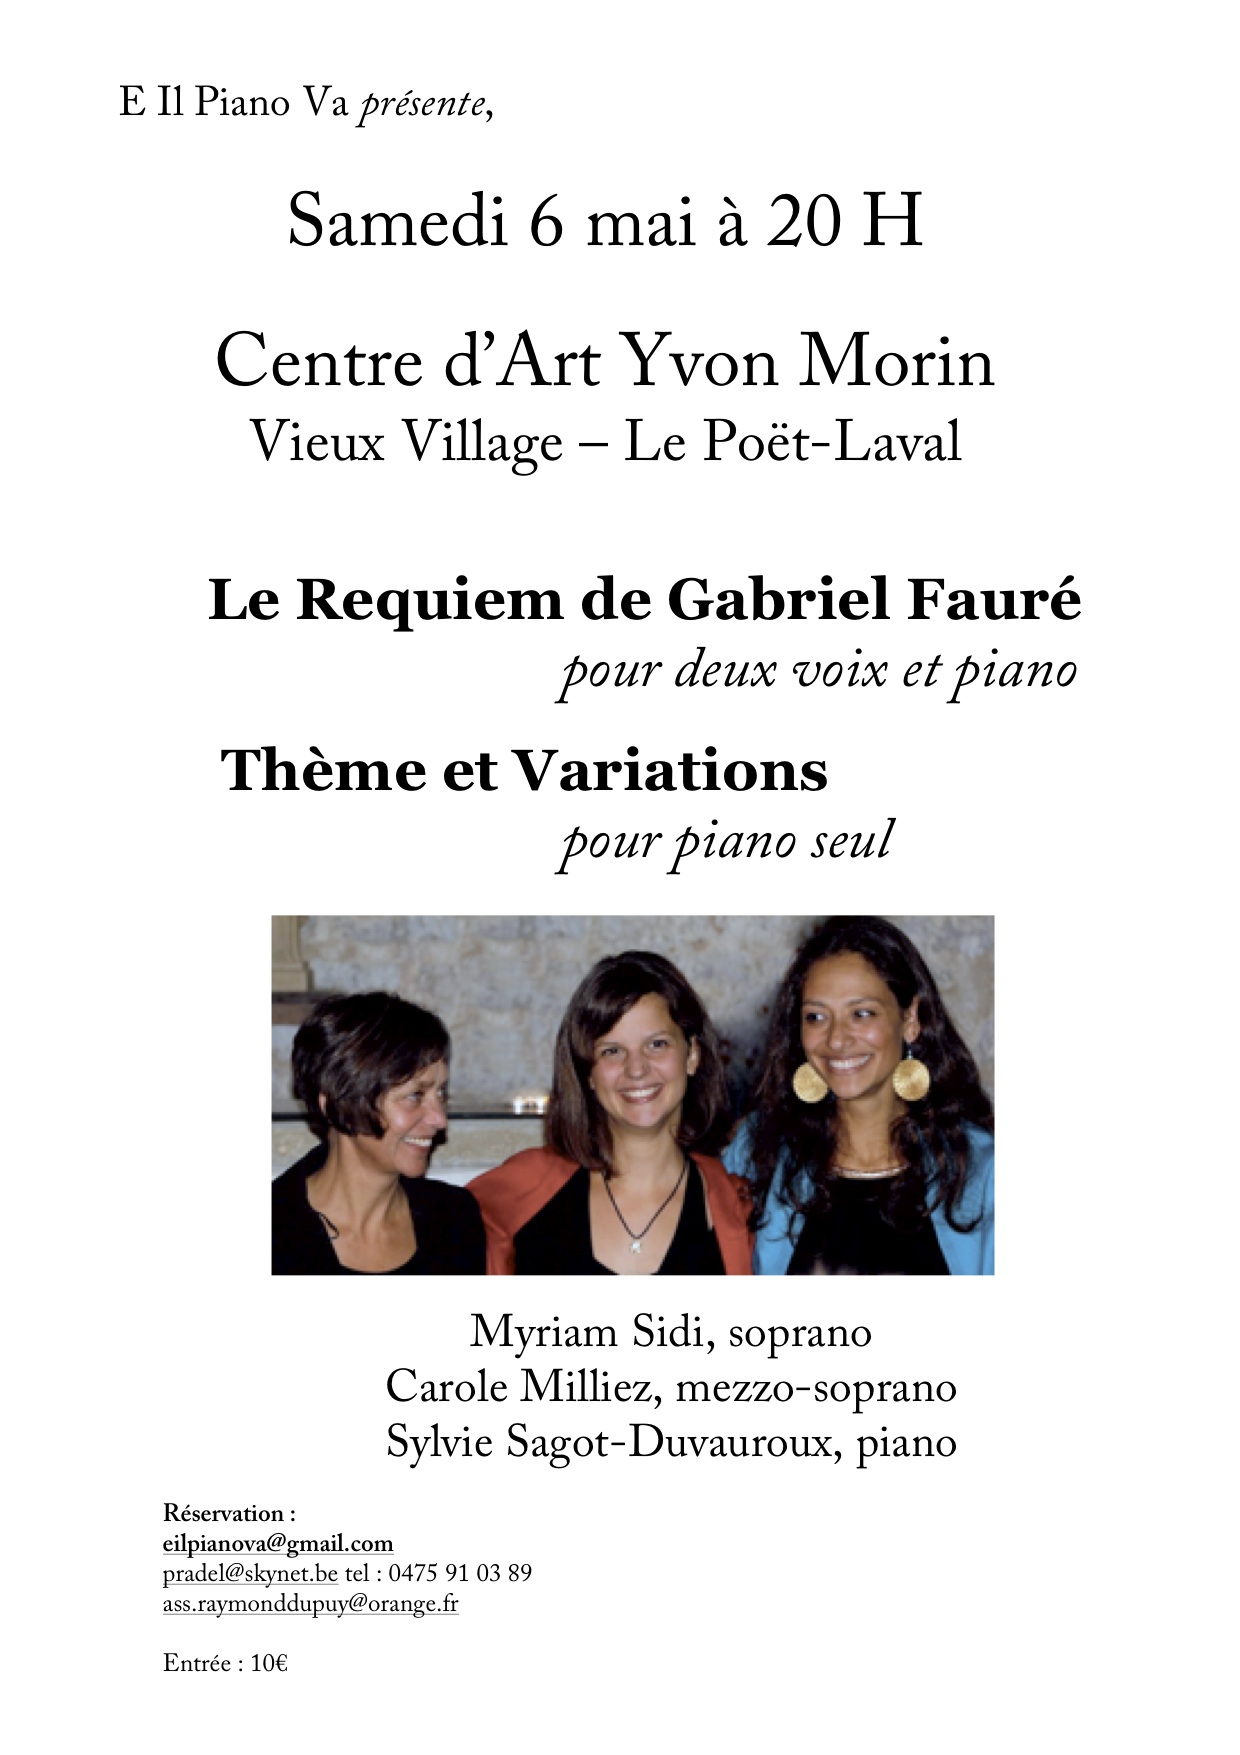 E Il Piano Va présente,
Samedi 6 mai à 20 H
Centre d’Art Yvon Morin
Vieux Village – Le Poët-Laval
Le Requiem de Gabriel Fauré
pour deux voix et piano
Thème et Variations
pour piano seul
Myriam Sidi, soprano
Carole Milliez, mezzo-soprano
Sylvie Sagot-Duvauroux, piano
Réservation :
eilpianova@gmail.com
pradel@skynet.be tel : 0475 91 03 89
ass.raymonddupuy@orange.fr
Entrée : 10€